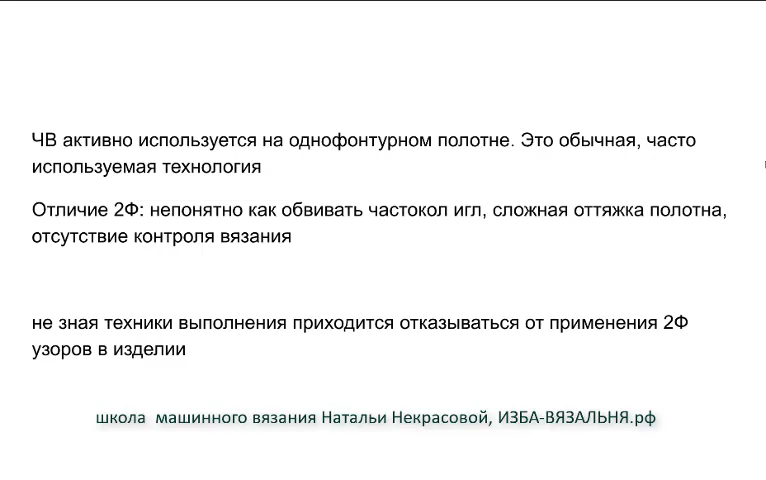 ЧВ активно используется на однофонтурном полотне. Это обычная, часто
используемая технология
Отличие 2Ф: непонятно как обвивать частокол игл, сложная оттяжка полотна,
отсутствие контроля вязания
не зная техники выполнения приходится отказываться от применения 2Ф
узоров в изделии
школа машинного вязания Натальи Некрасовой, ИЗБА-ВЯЗАЛЬНЯ.рф